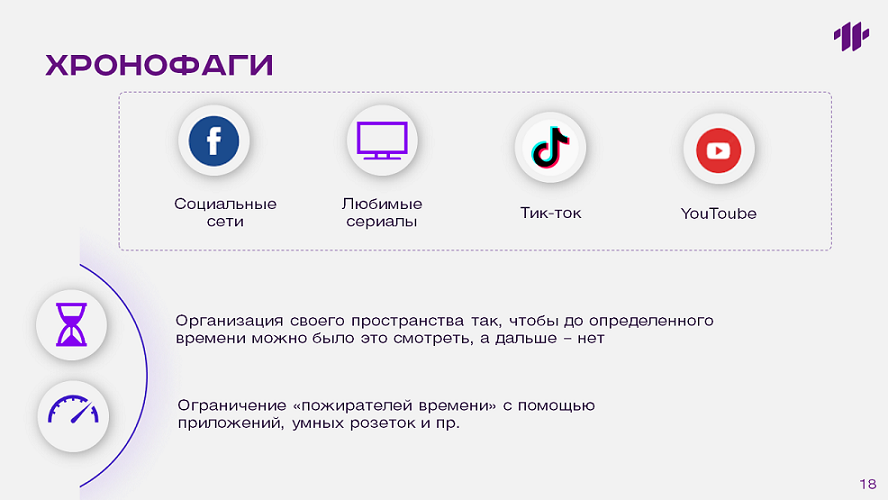 ХРОНОФАГИ
Социальные
сети
Любимые
сериалы
Тик-ток
YouToube
Организация своего пространства так, чтобы до определенного
времени можно было это смотреть, а дальше – нет
Ограничение «пожирателей времени» с помощью
приложений, умных розеток и пр.
18